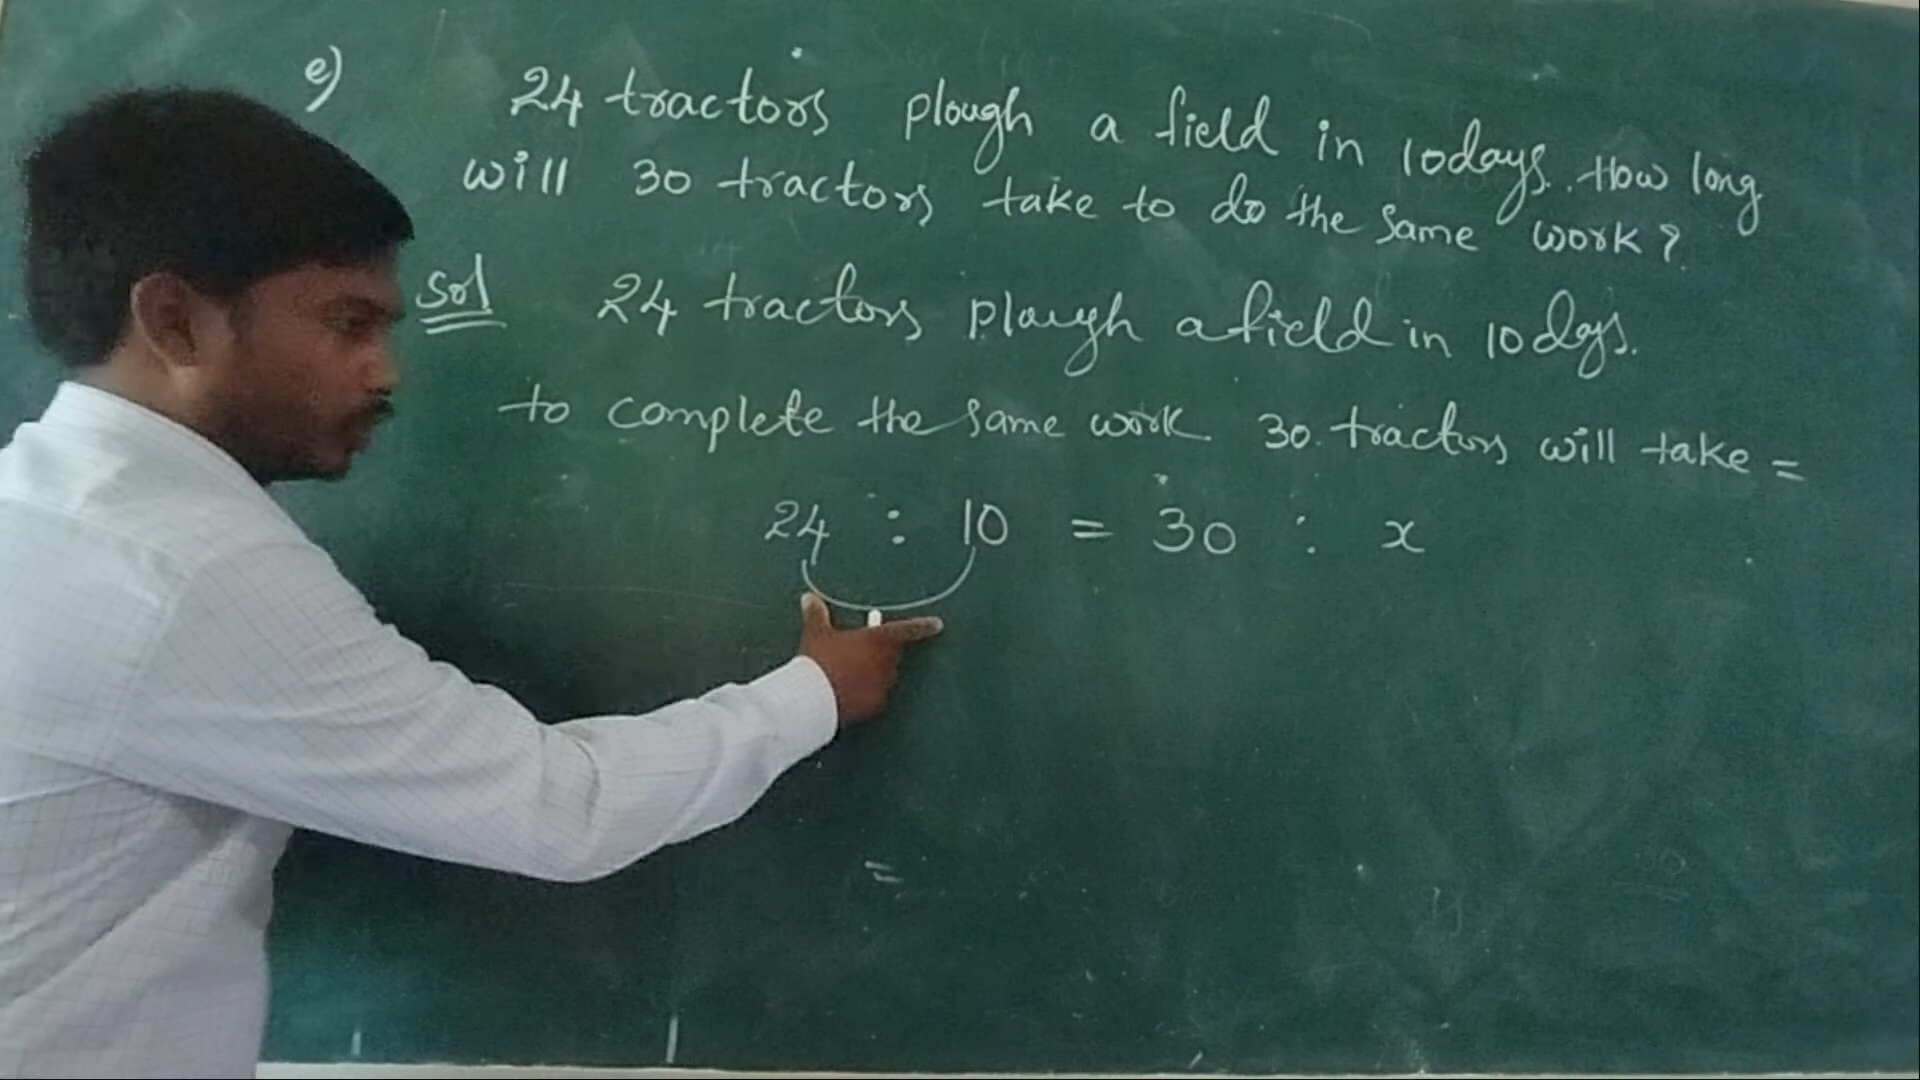 e) 24 tractors plough a field in 10days. How long
will 30 tractors take to do the same work?
Sol 24 tractors plough a field in 10 days.
to complete the same work 30 tractors will take =
24 : 10 = 30 : x
=